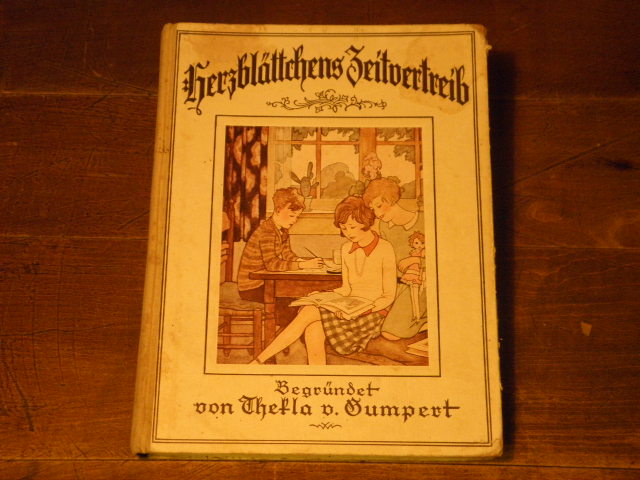 Herzblättchens Zeitvertreib
Begründet
von Thekla v. Gumpert